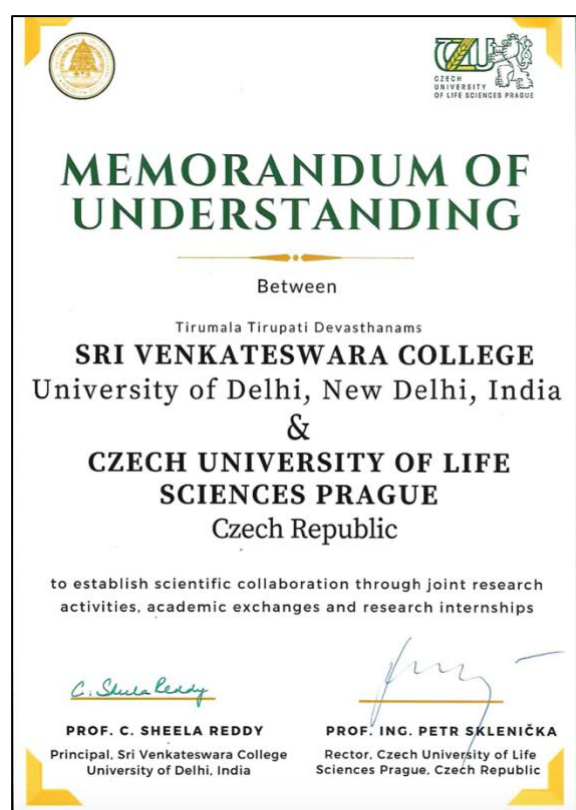 CZU
CZECH
UNIVERSITY
OF LIFE SCIENCES PRAGUE
MEMORANDUM OF
UNDERSTANDING
Between
Tirumala Tirupati Devasthanams
SRI VENKATESWARA COLLEGE
University of Delhi, New Delhi, India
&
CZECH UNIVERSITY OF LIFE
SCIENCES PRAGUE
Czech Republic
to establish scientific collaboration through joint research
activities, academic exchanges and research internships
C. Sheela Reddy
PROF. C. SHEELA REDDY
Principal, Sri Venkateswara College
University of Delhi, India
PROF. ING. PETR SKLENIČKA
Rector, Czech University of Life
Sciences Prague, Czech Republic